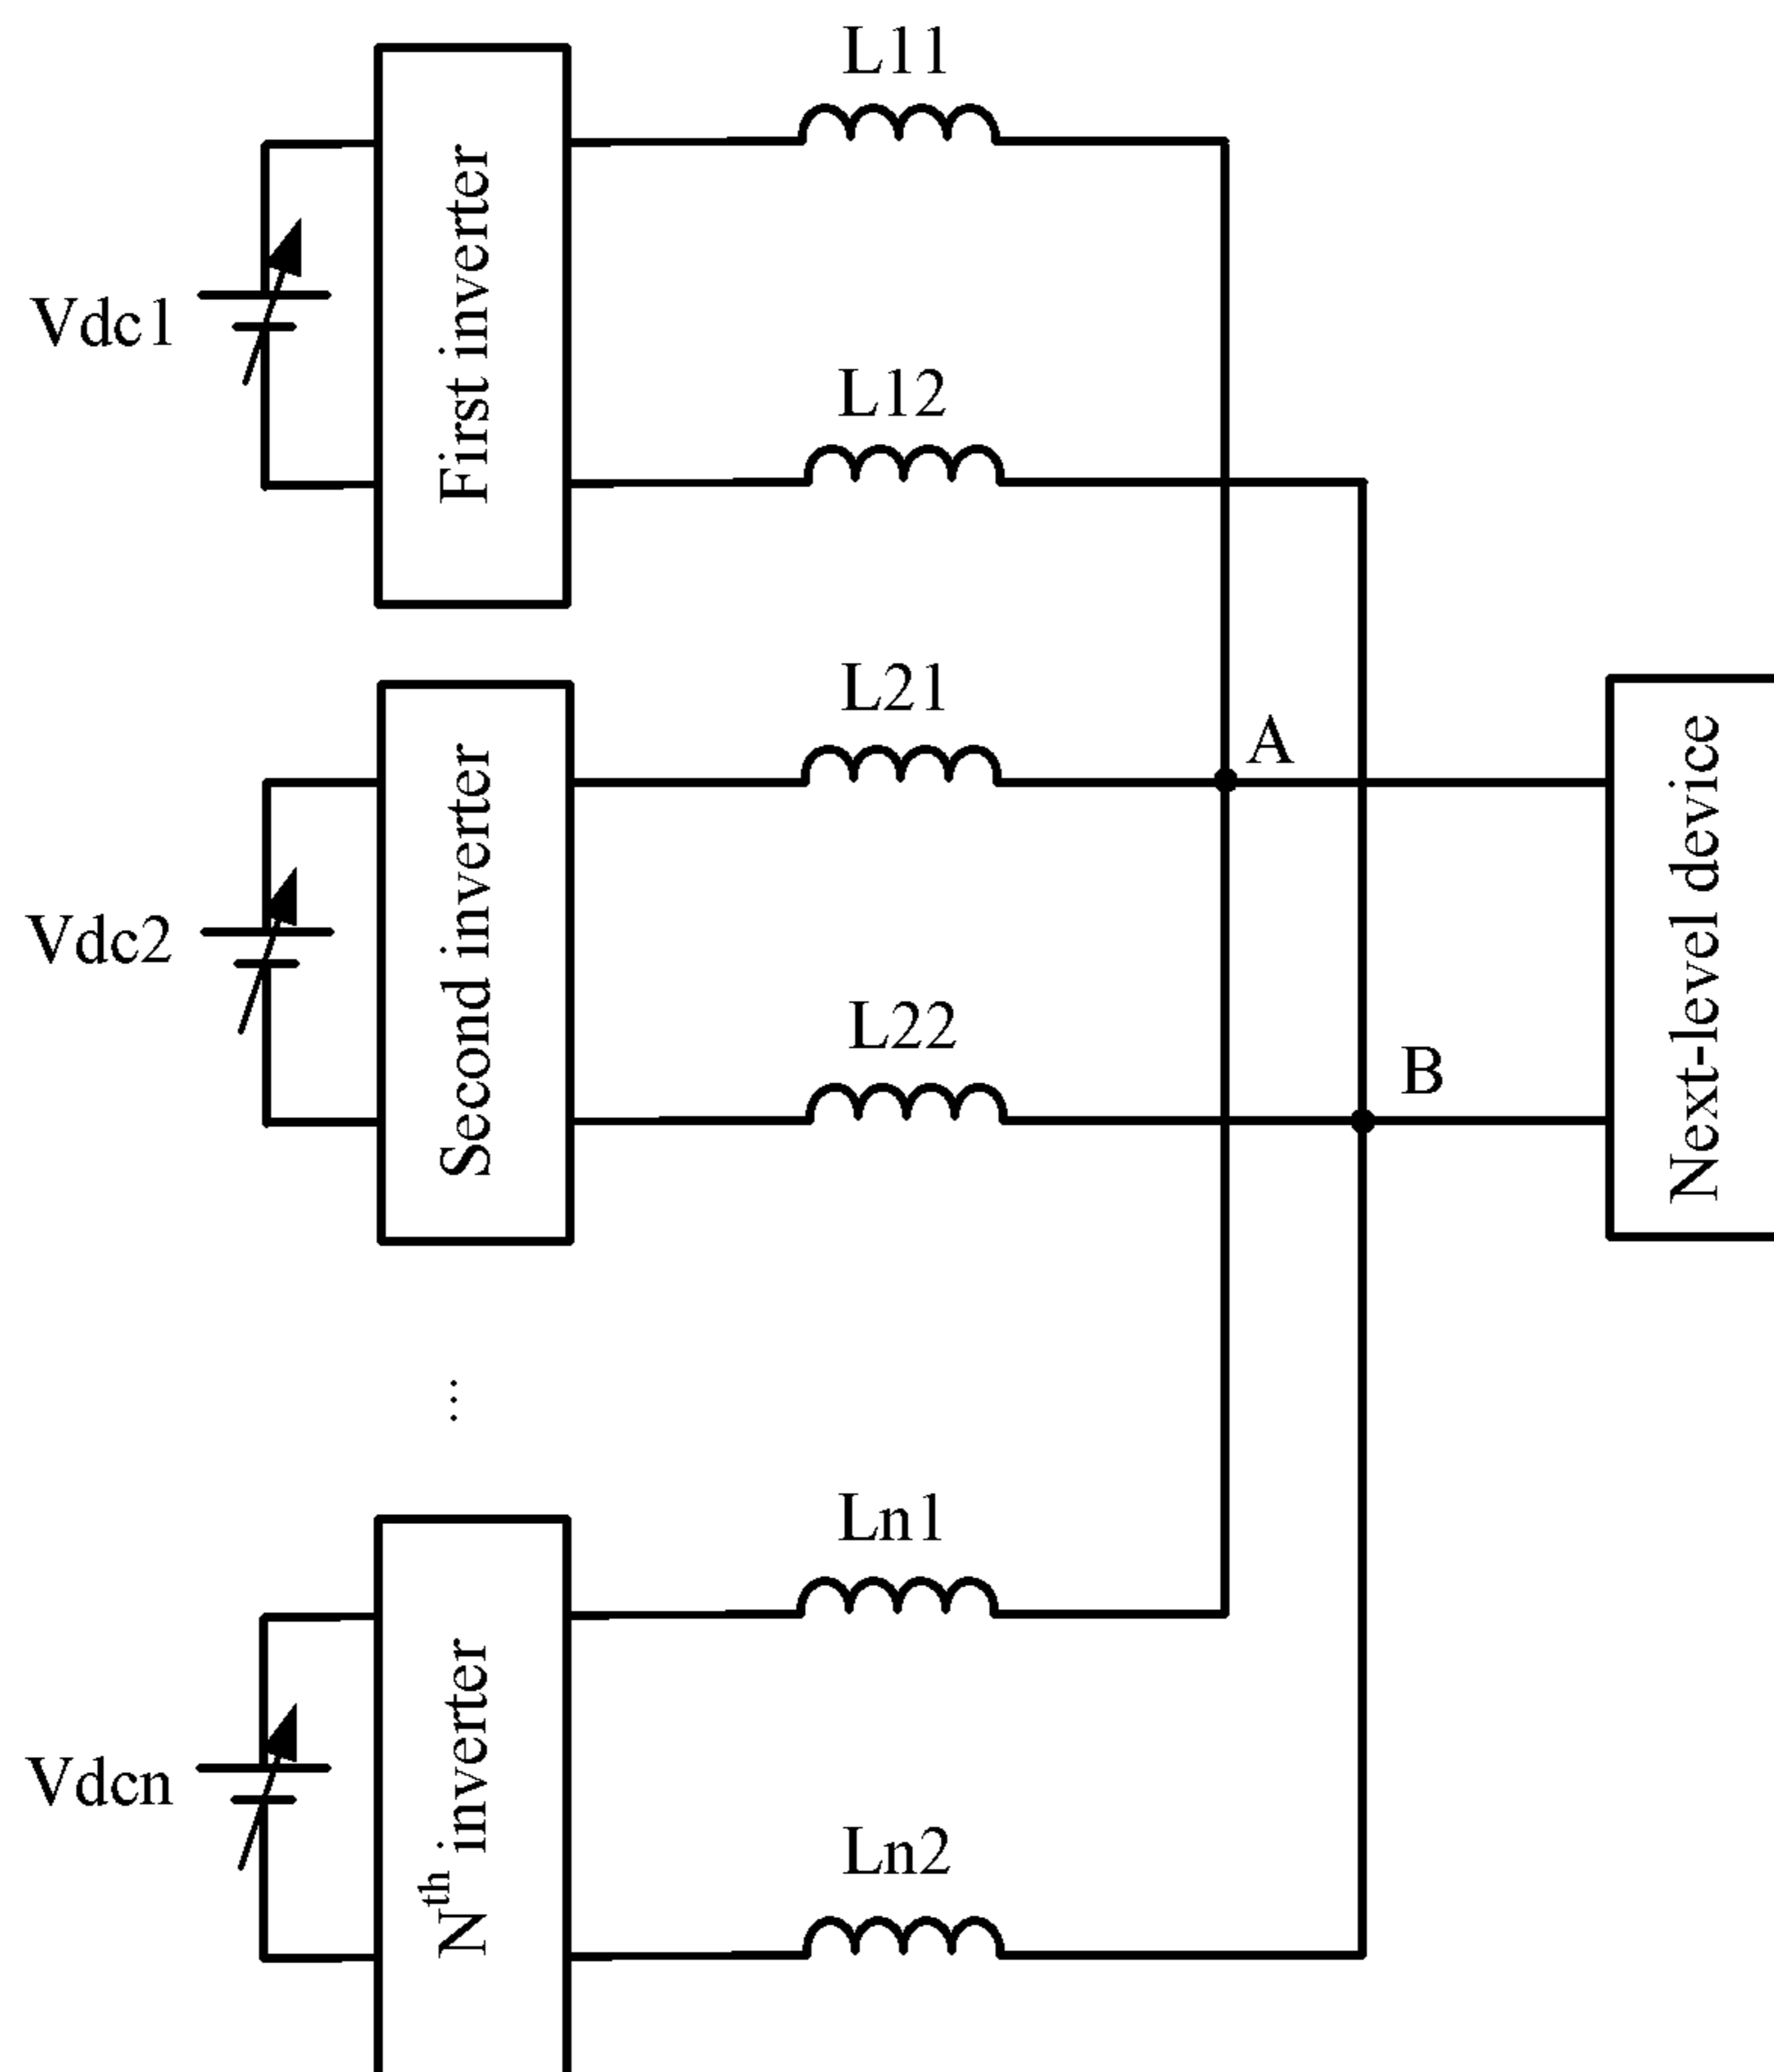 L11
First inverter
Vdc1
L12
L21
A
Second inverter
Vdc2
Next-level device
L22
B
...
Ln1
Nth inverter
Vdcn
Ln2